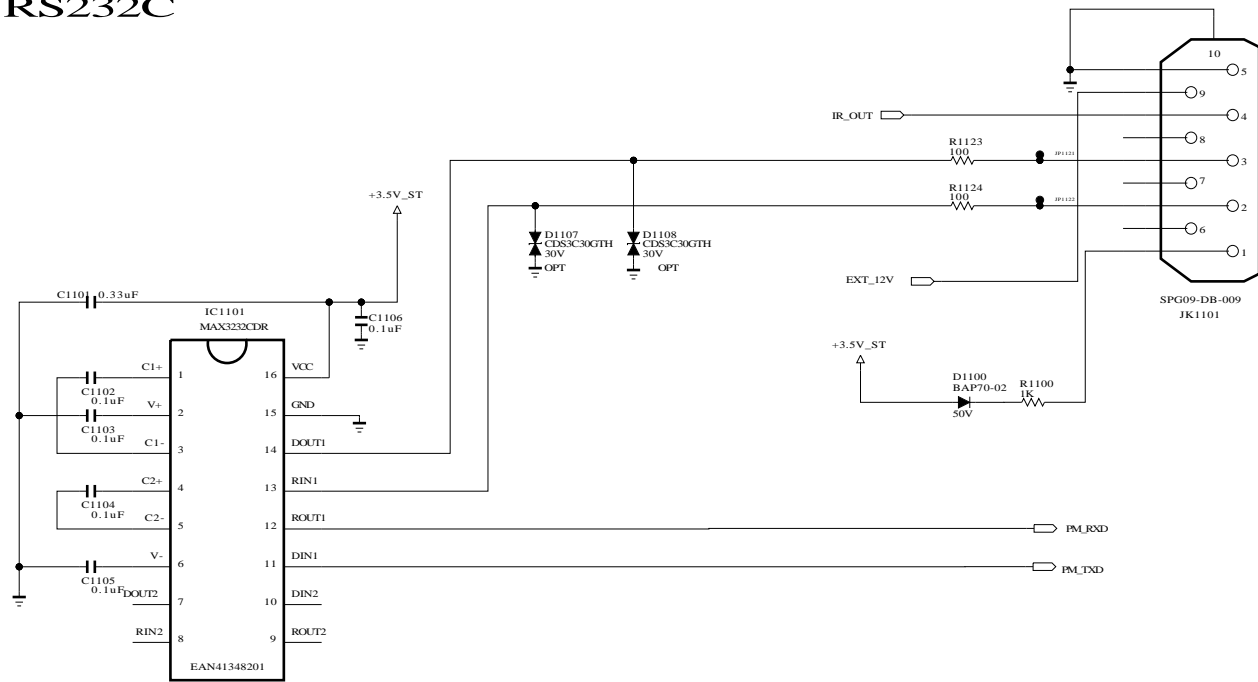 RS232C
10
5
9
IR_OUT
4
8
R1123
100
JP1121
3
7
R1124
100
JP1122
2
6
1
+3.5V_ST
D1107
CDS3C30GTH
30V
OPT
D1108
CDS3C30GTH
30V
OPT
EXT_12V
SPG09-DB-009
JK1101
C1101 0.33uF
IC1101
MAX3232CDR
C1106
0.1uF
+3.5V_ST
D1100
BAP70-02
50V
R1100
1K
C1+
1
16
VCC
C1102
0.1uF
V+
2
15
GND
C1103
0.1uF
C1-
3
14
DOUT1
C2+
4
13
RIN1
C1104
0.1uF
C2-
5
12
ROUT1
PM_RXD
V-
6
11
DIN1
PM_TXD
C1105
0.1uF
DOUT2
7
10
DIN2
RIN2
8
9
ROUT2
EAN41348201